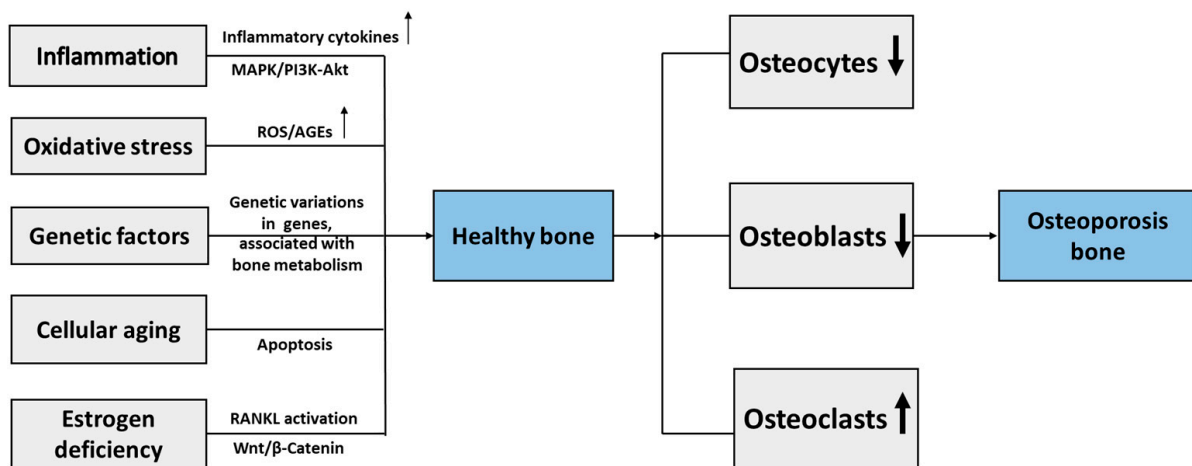 Inflammation
Inflammatory cytokines
MAPK/PI3K-Akt
Oxidative stress
ROS/AGEs
Genetic factors
Genetic variations
in genes,
associated with
bone metabolism
Cellular aging
Apoptosis
Estrogen
deficiency
RANKL activation
Wnt/β-Catenin
Healthy bone
Osteocytes
Osteoblasts
Osteoclasts
Osteoporosis
bone